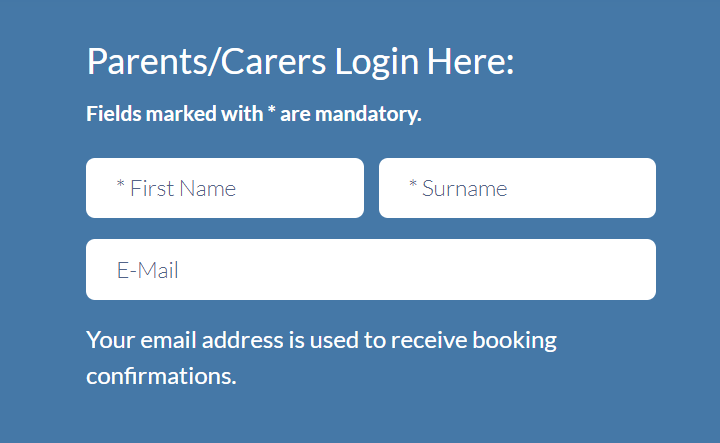 Parents/Carers Login Here:
Fields marked with * are mandatory.
* First Name
* Surname
E-Mail
Your email address is used to receive booking
confirmations.